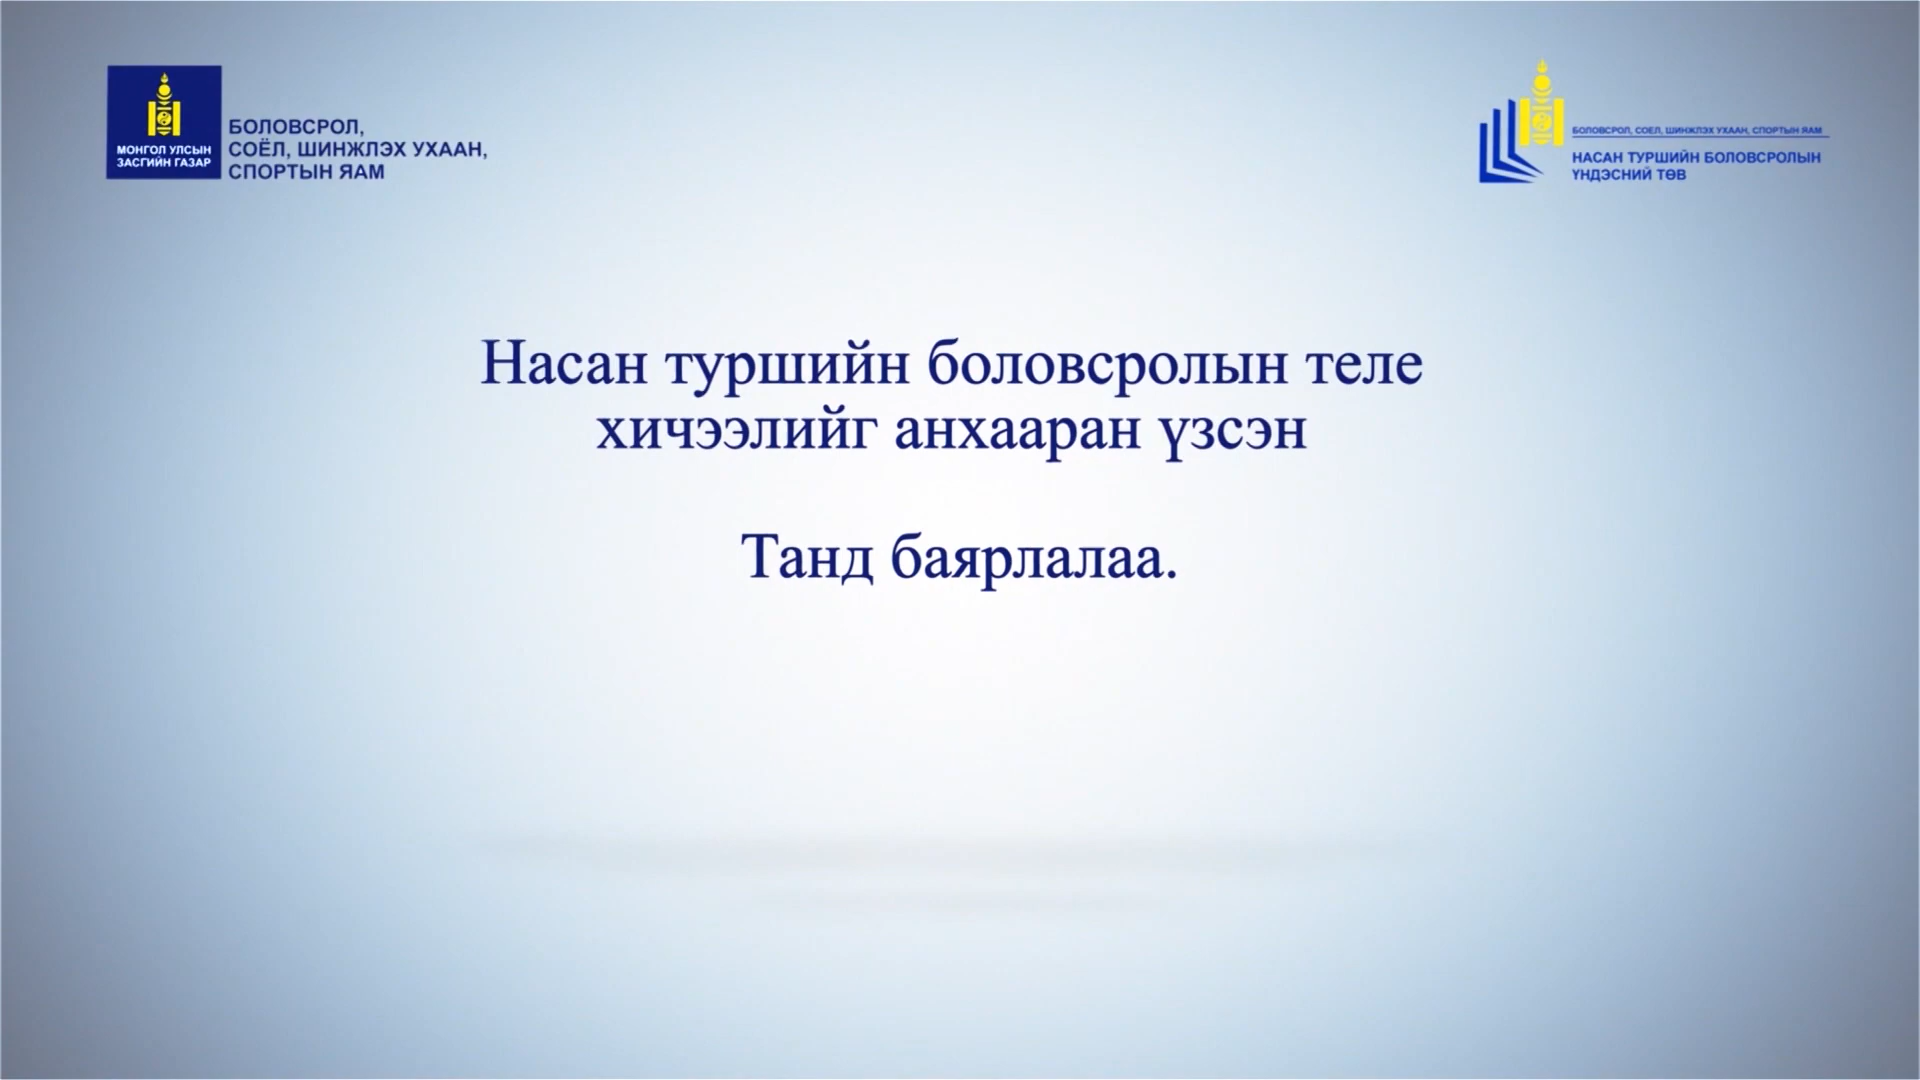 МОНГОЛ УЛСЫН
ЗАСГИЙН ГАЗАР
БОЛОВСРОЛ,
СОЁЛ, ШИНЖЛЭХ УХААН,
СПОРТЫН ЯАМ
БОЛОВСРОЛ, СОЕЛ, ШИНЖЛЭХ УХААН, СПОРТЫН ЯАМ
НАСАН ТУРШИЙН БОЛОВСРОЛЫН
ҮНДЭСНИЙ ТӨВ
Насан туршийн боловсролын теле
хичээлийг анхааран үзсэн
Танд баярлалаа.